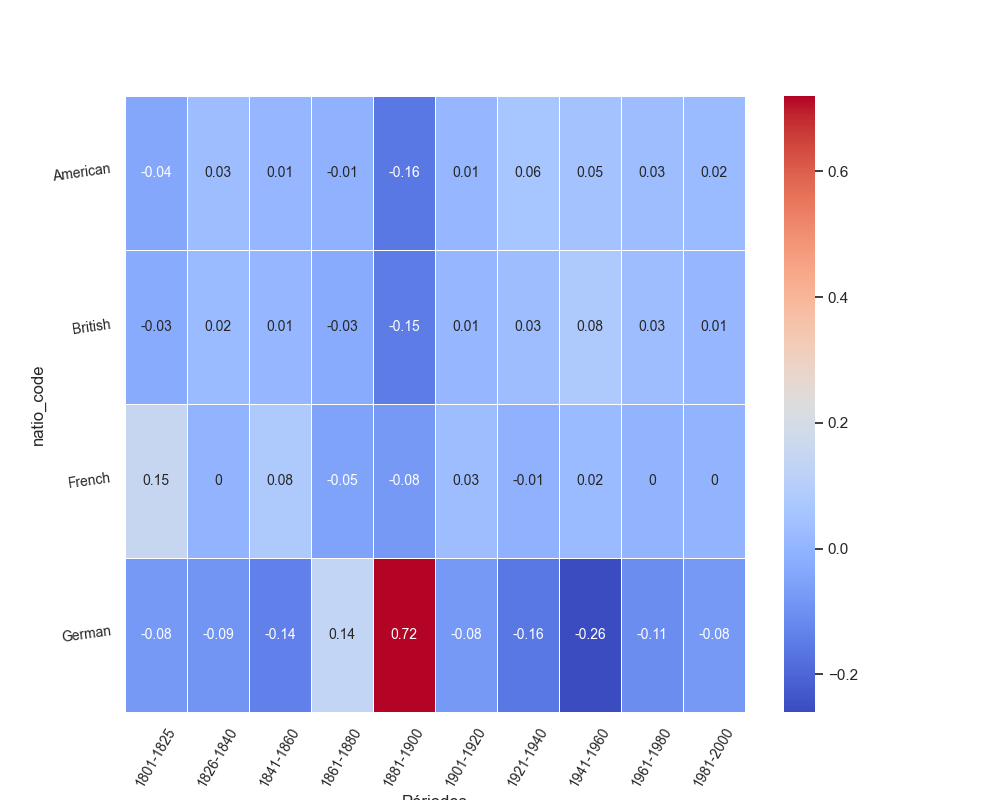 American -0.04 0.03 0.01 -0.01 -0.16 0.01 0.06 0.05 0.03 0.02
British -0.03 0.02 0.01 -0.03 -0.15 0.01 0.03 0.08 0.03 0.01
French 0.15 0 0.08 -0.05 -0.08 0.03 -0.01 0.02 0 0
German -0.08 -0.09 -0.14 0.14 0.72 -0.08 -0.16 -0.26 -0.11 -0.08
natio_code
1801-1825 1826-1840 1841-1860 1861-1880 1881-1900 1901-1920 1921-1940 1941-1960 1961-1980 1981-2000
Périodes
0.6
0.4
0.2
0.0
−0.2